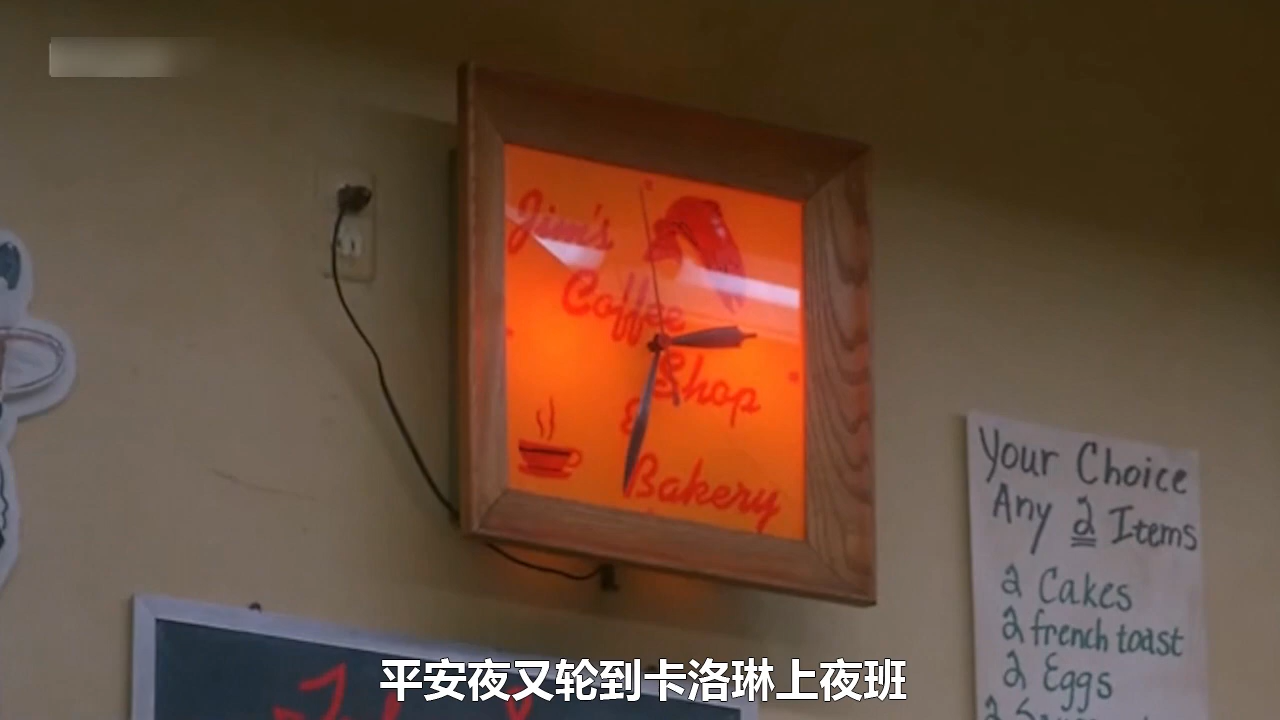 Jim's
Coffee
Shop
&
Bakery
Your Choice
Any 2 Items
2 Cakes
2 french toast
2 Eggs
平安夜又轮到卡洛琳上夜班